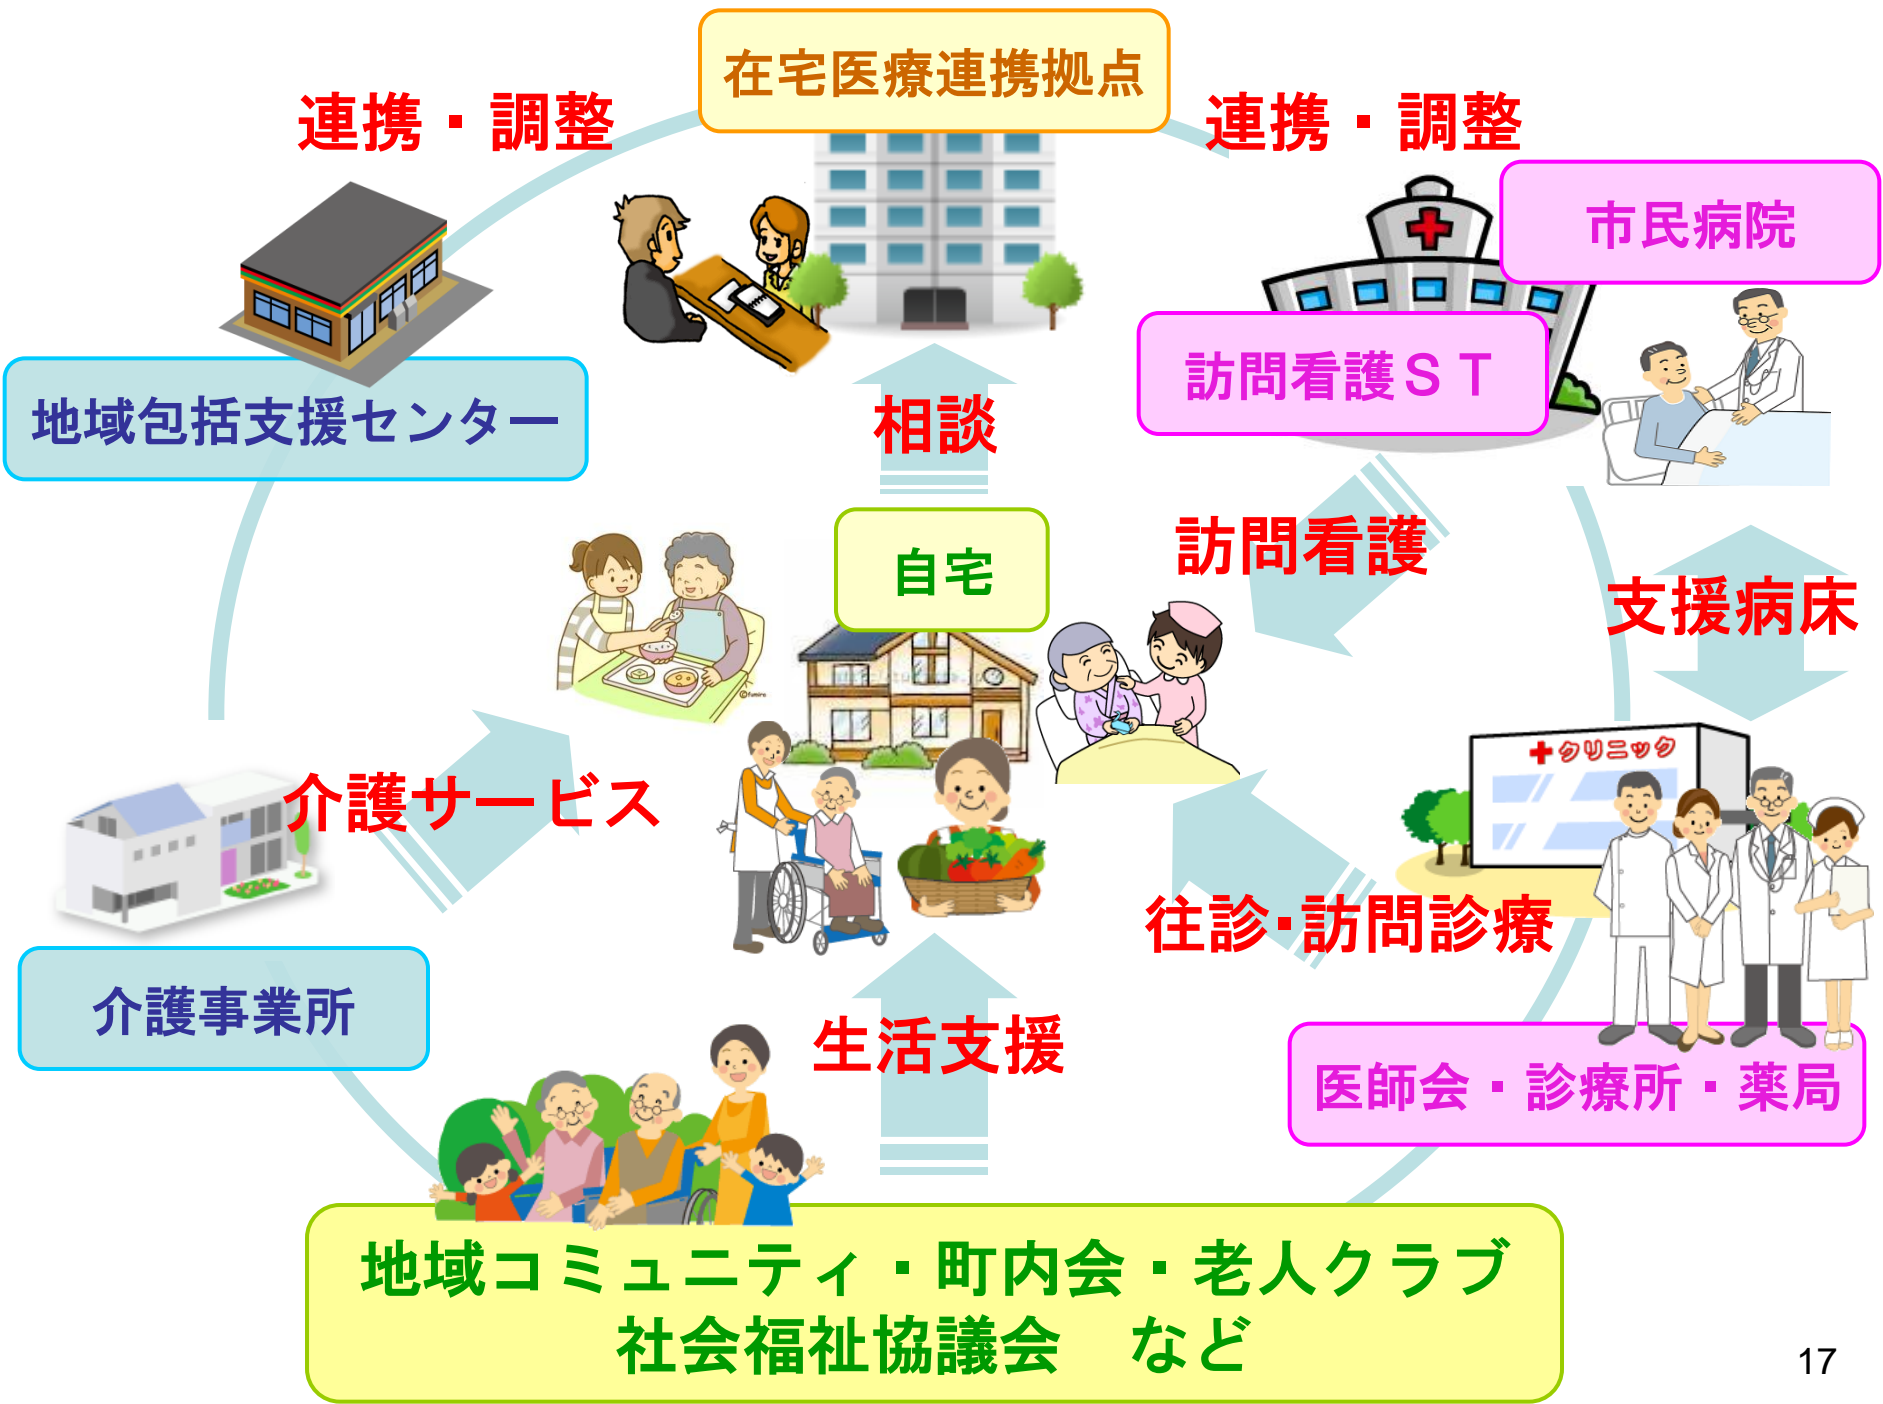 在宅医療連携拠点
連携・調整
連携・調整
市民病院
訪問看護ＳＴ
地域包括支援センター
相談
訪問看護
自宅
支援病床
クリニック
介護サービス
往診・訪問診療
介護事業所
生活支援
医師会・診療所・薬局
地域コミュニティ・町内会・老人クラブ
社会福祉協議会　など
17